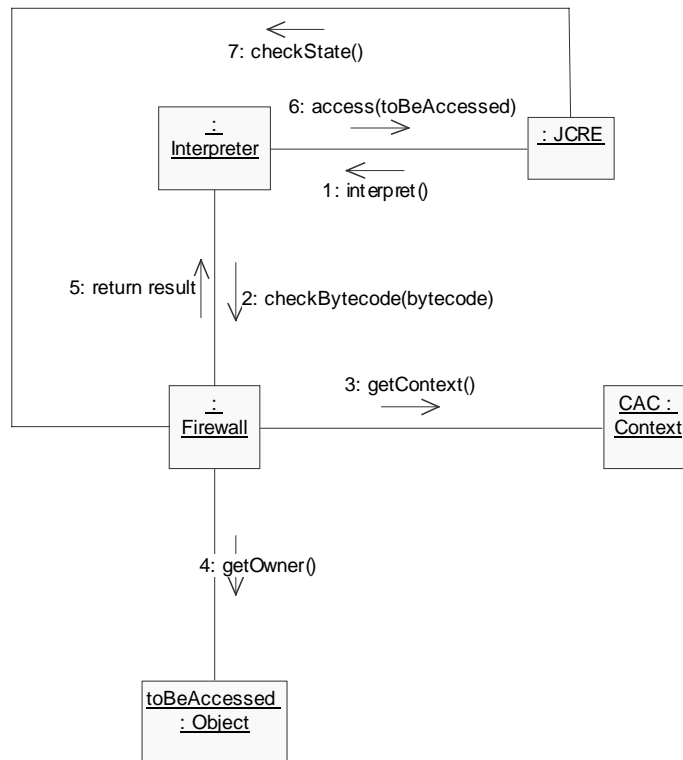 7: checkState()
6: access(toBeAccessed)
:
Interpreter
: JCRE
1: interpret()
5: return result
2: checkBytecode(bytecode)
3: getContext()
:
Firewall
CAC :
Context
4: getOwner()
toBeAccessed
: Object